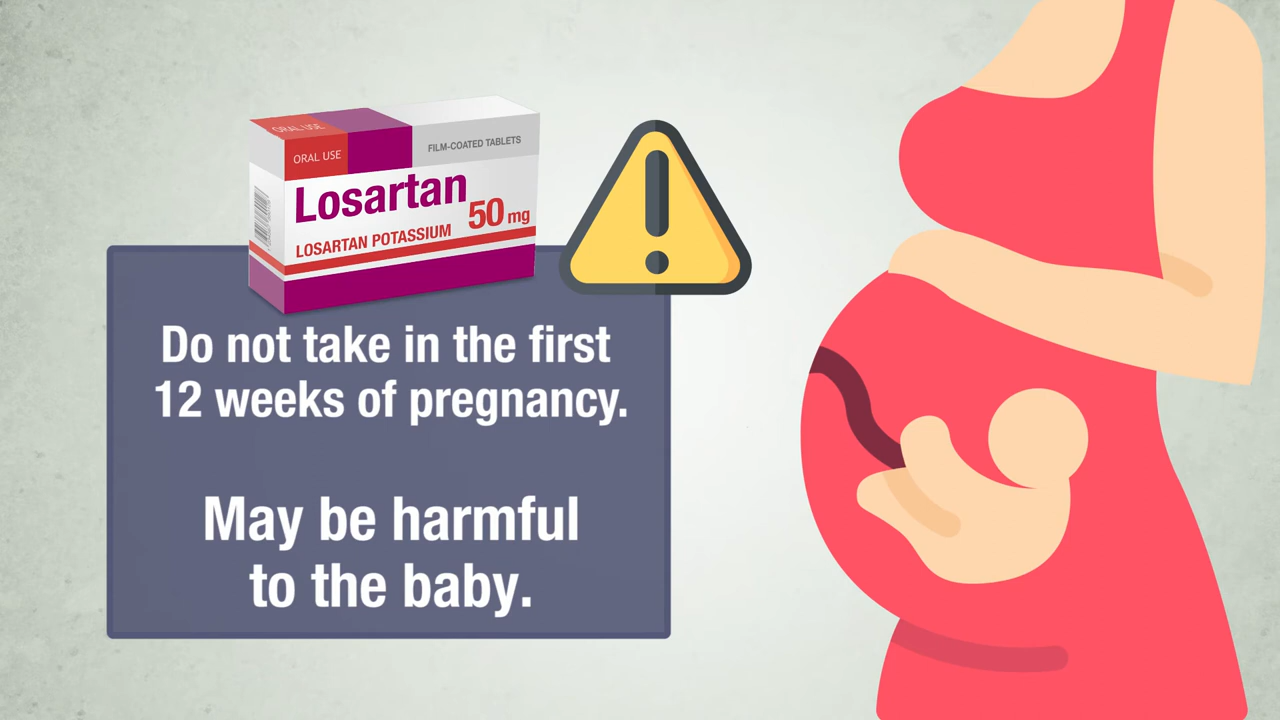 ORAL USE
ORAL USE
FILM-COATED TABLETS
Losartan
50 mg
LOSARTAN POTASSIUM
Do not take in the first
12 weeks of pregnancy.
May be harmful
to the baby.